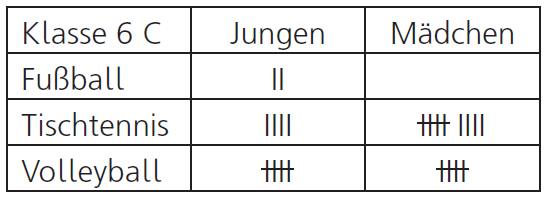 Klasse 6 C Jungen Mädchen
Fußball ||
Tischtennis |||| 𝍸 ||||
Volleyball 𝍸 𝍸